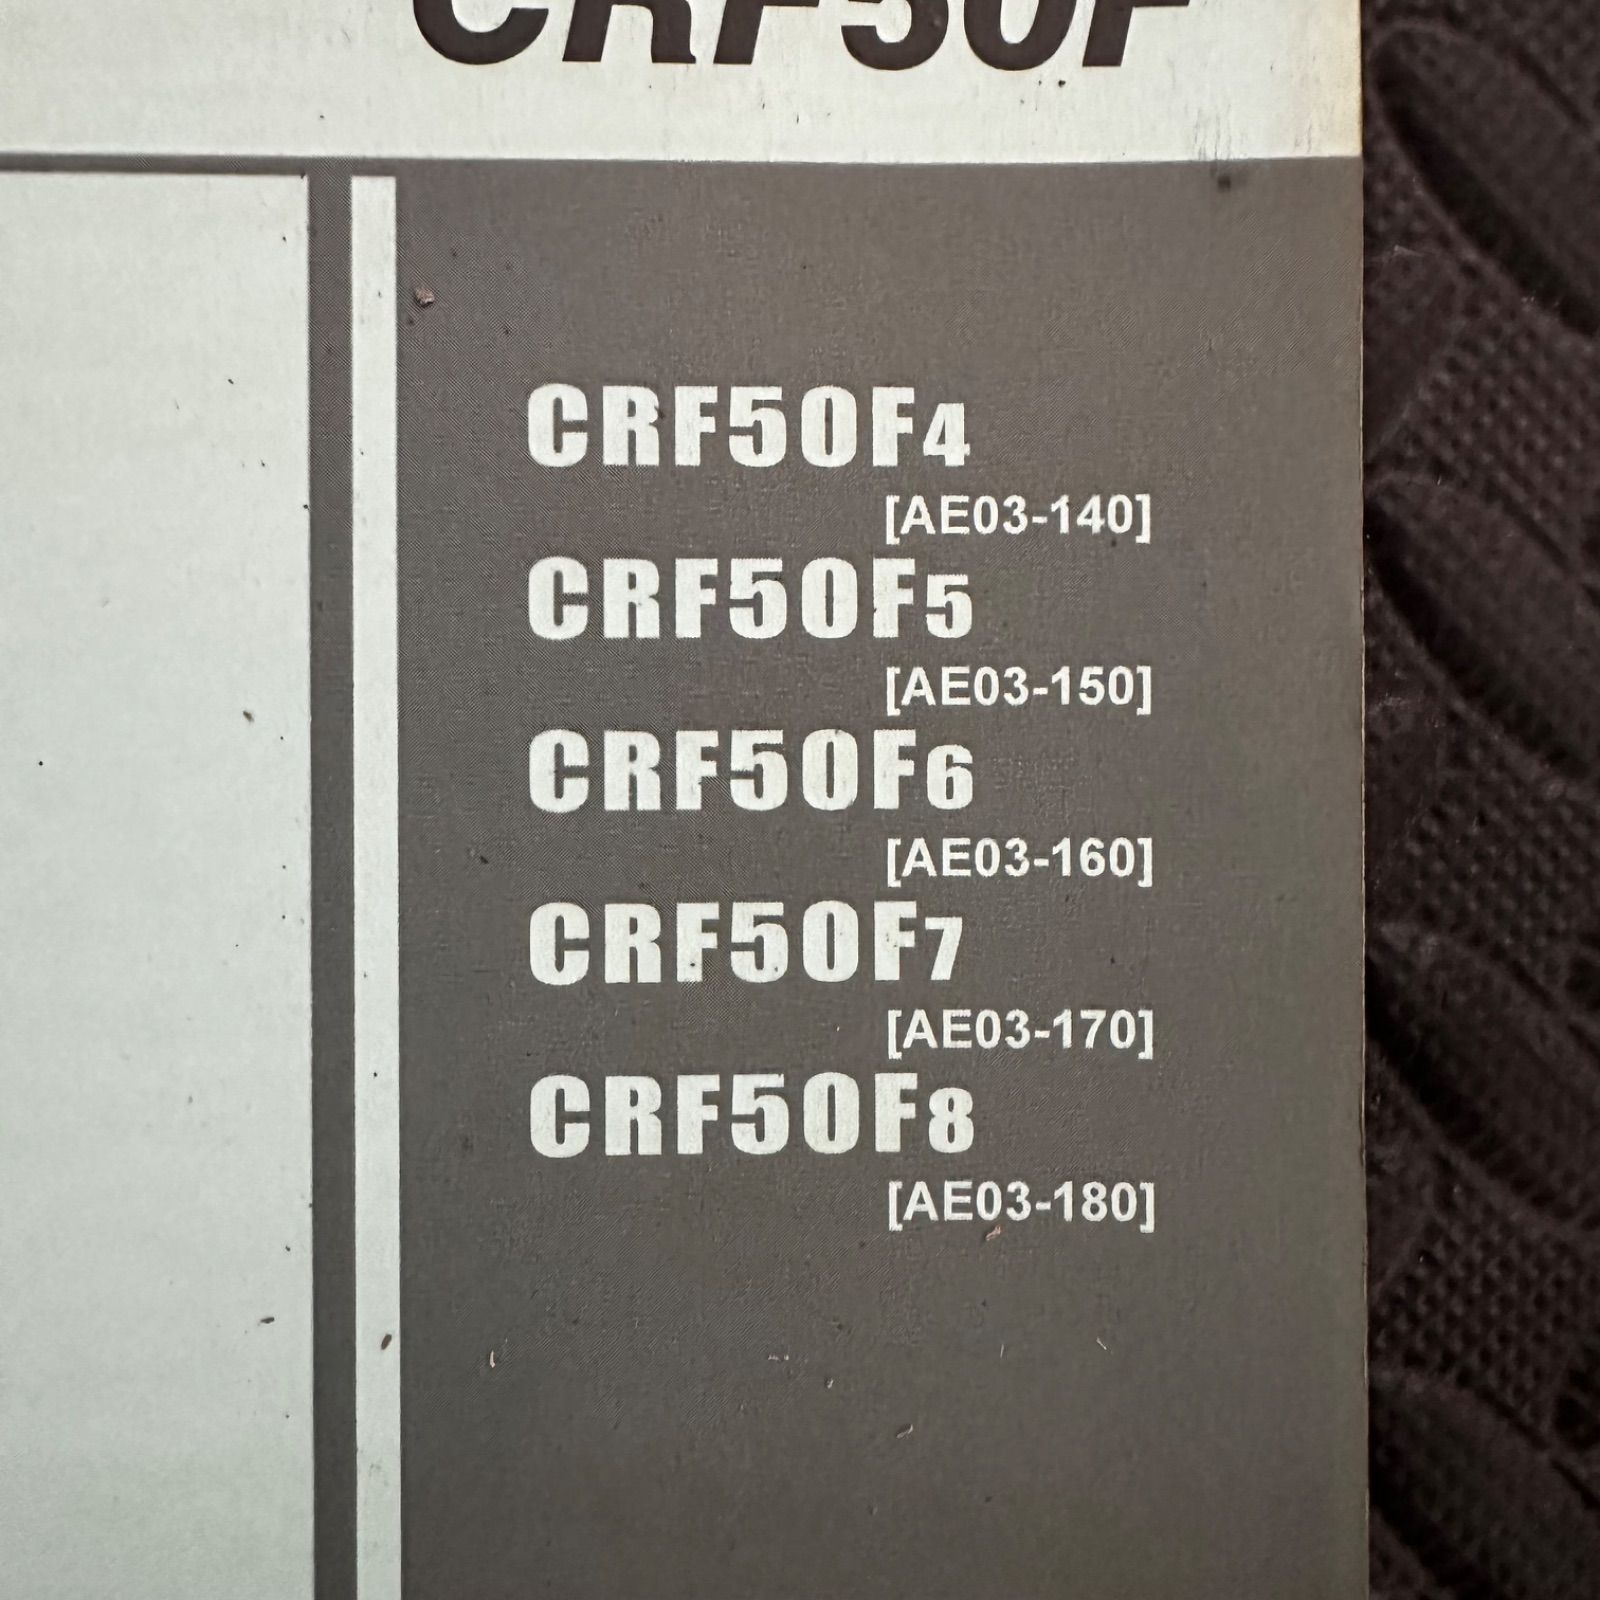 CRF50F
CRF50F4
[AE03-140]
CRF50F5
[AE03-150]
CRF50F6
[AE03-160]
CRF50F7
[AE03-170]
CRF50F8
[AE03-180]